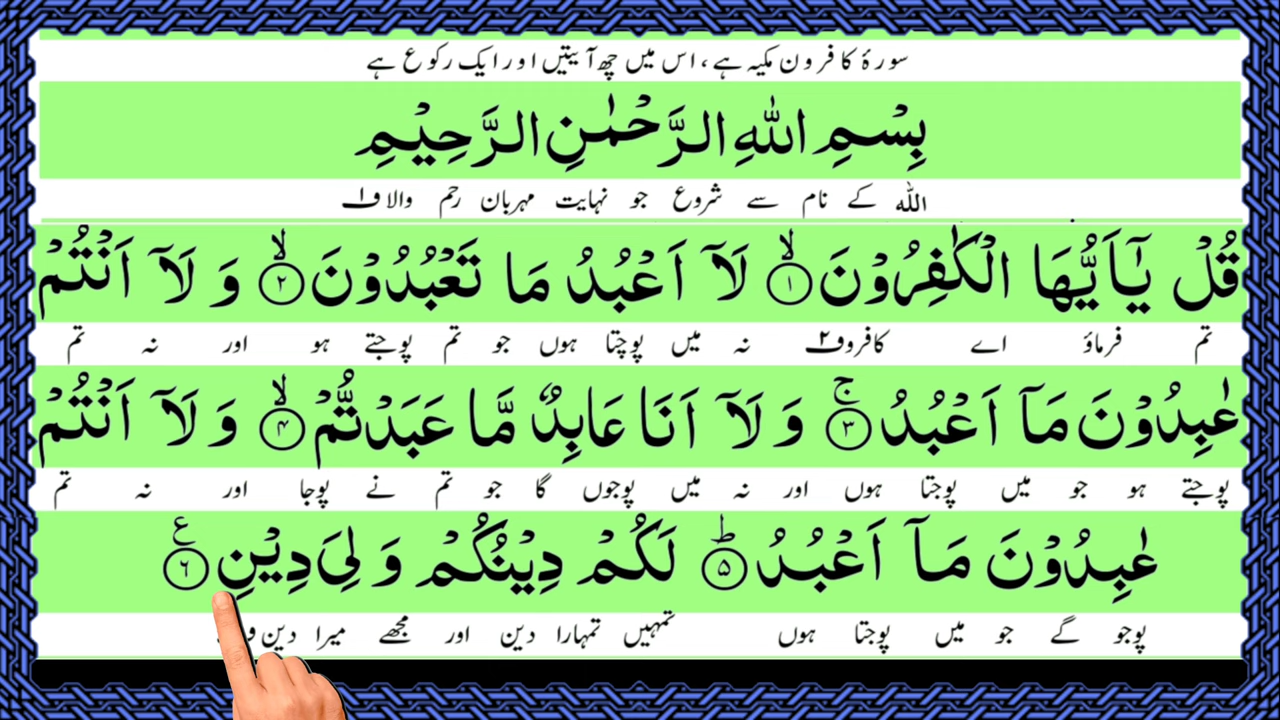 سورۂ کافرون مکیہ ہے، اس میں چھ آیتیں اور ایک رکوع ہے
بِسْمِ اللّٰهِ الرَّحْمٰنِ الرَّحِيْمِ
اللہ کے نام سے شروع جو نہایت مہربان رحم والا ف۱
قُلْ يٰۤاَيُّهَا الْكٰفِرُوْنَ ۙ﴿۱﴾ لَاۤ اَعْبُدُ مَا تَعْبُدُوْنَ ۙ﴿۲﴾ وَ لَاۤ اَنْتُمْ
تم فرماؤ اے کافرو ف۲ نہ میں پوجتا ہوں جو تم پوجتے ہو اور نہ تم
عٰبِدُوْنَ مَاۤ اَعْبُدُ ۚ﴿۳﴾ وَ لَاۤ اَنَا عَابِدٌ مَّا عَبَدْتُّمْ ۙ﴿۴﴾ وَ لَاۤ اَنْتُمْ
پوجتے ہو جو میں پوجتا ہوں اور نہ میں پوجوں گا جو تم نے پوجا اور نہ تم
عٰبِدُوْنَ مَاۤ اَعْبُدُ ؕ﴿۵﴾ لَكُمْ دِيْنُكُمْ وَ لِيَ دِيْنِ ﴿۶﴾ ع
پوجو گے جو میں پوجتا ہوں تمہیں تمہارا دین اور مجھے میرا دین